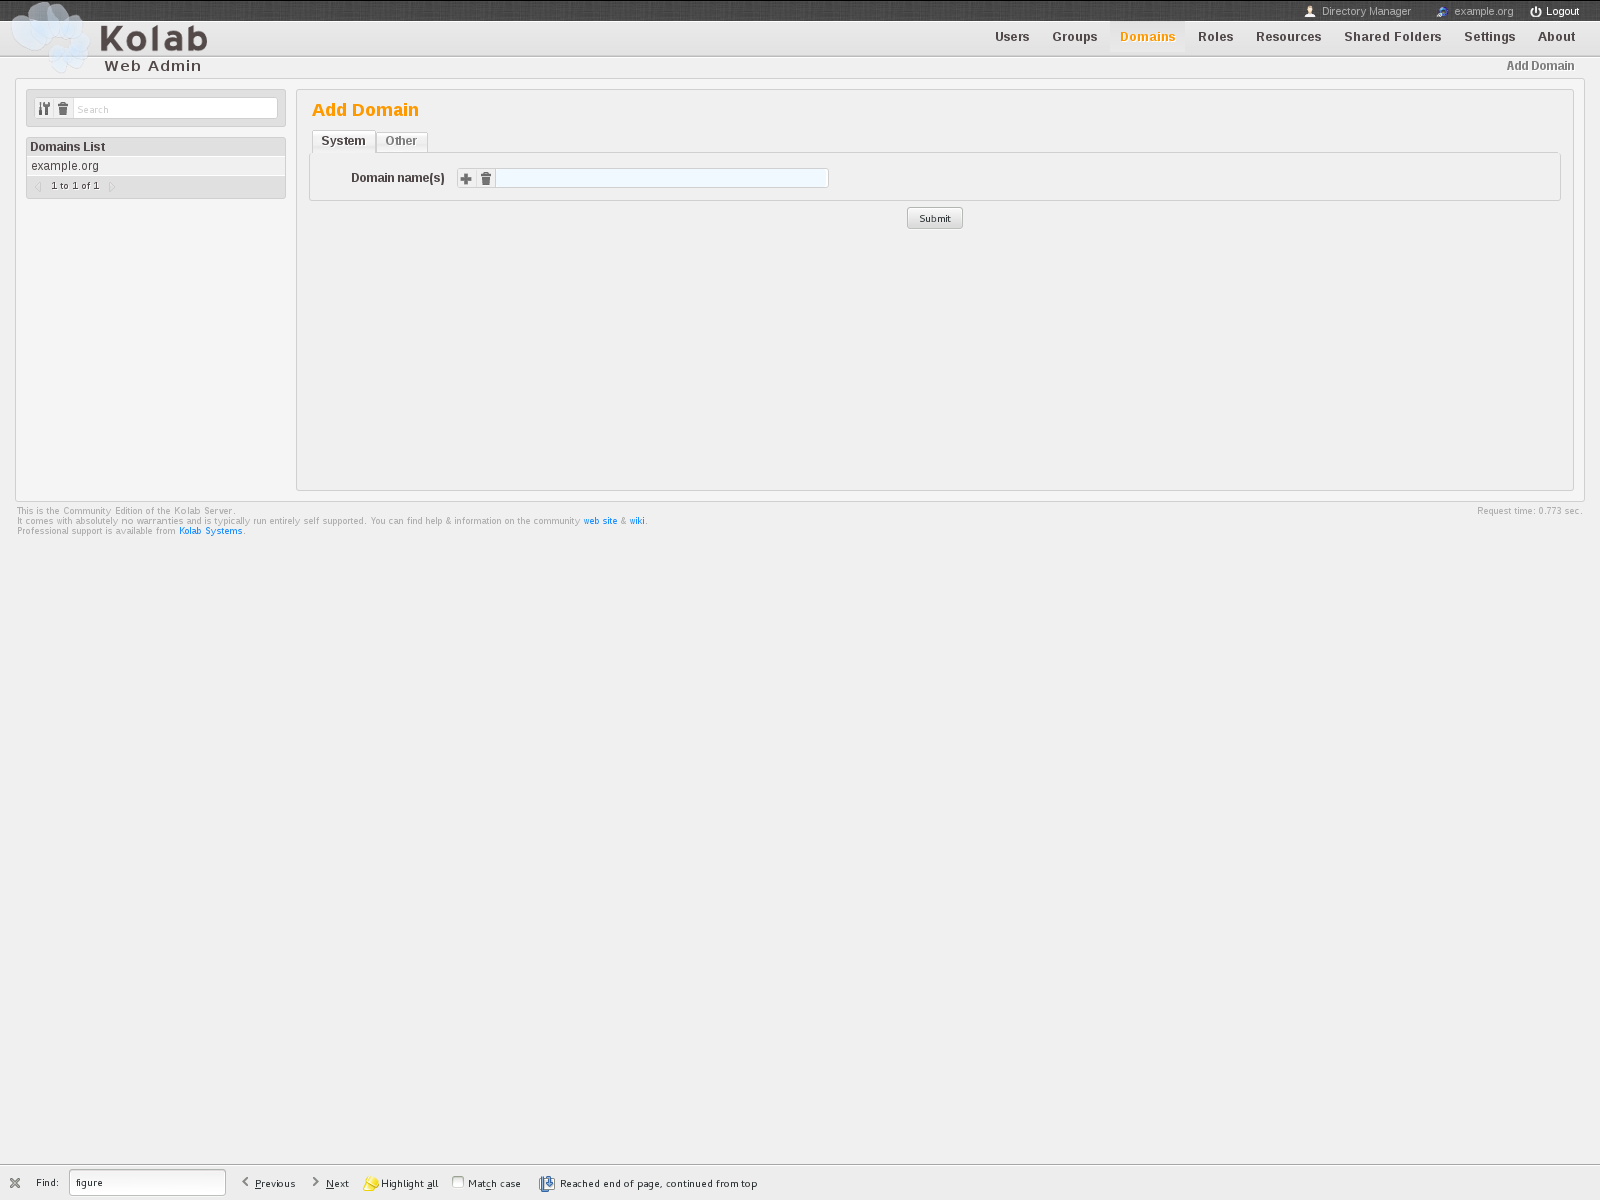 Directory Manager example.org Logout
Kolab
Web Admin
Users Groups Domains Roles Resources Shared Folders Settings About
Add Domain
Search
Domains List
example.org
1 to 1 of 1
Add Domain
System Other
Domain name(s)
Submit
This is the Community Edition of the Kolab Server.
It comes with absolutely no warranties and is typically run entirely self supported. You can find help & information on the community web site & wiki.
Professional support is available from Kolab Systems.
Request time: 0.773 sec.
Find: figure Previous Next Highlight all Match case Reached end of page, continued from top